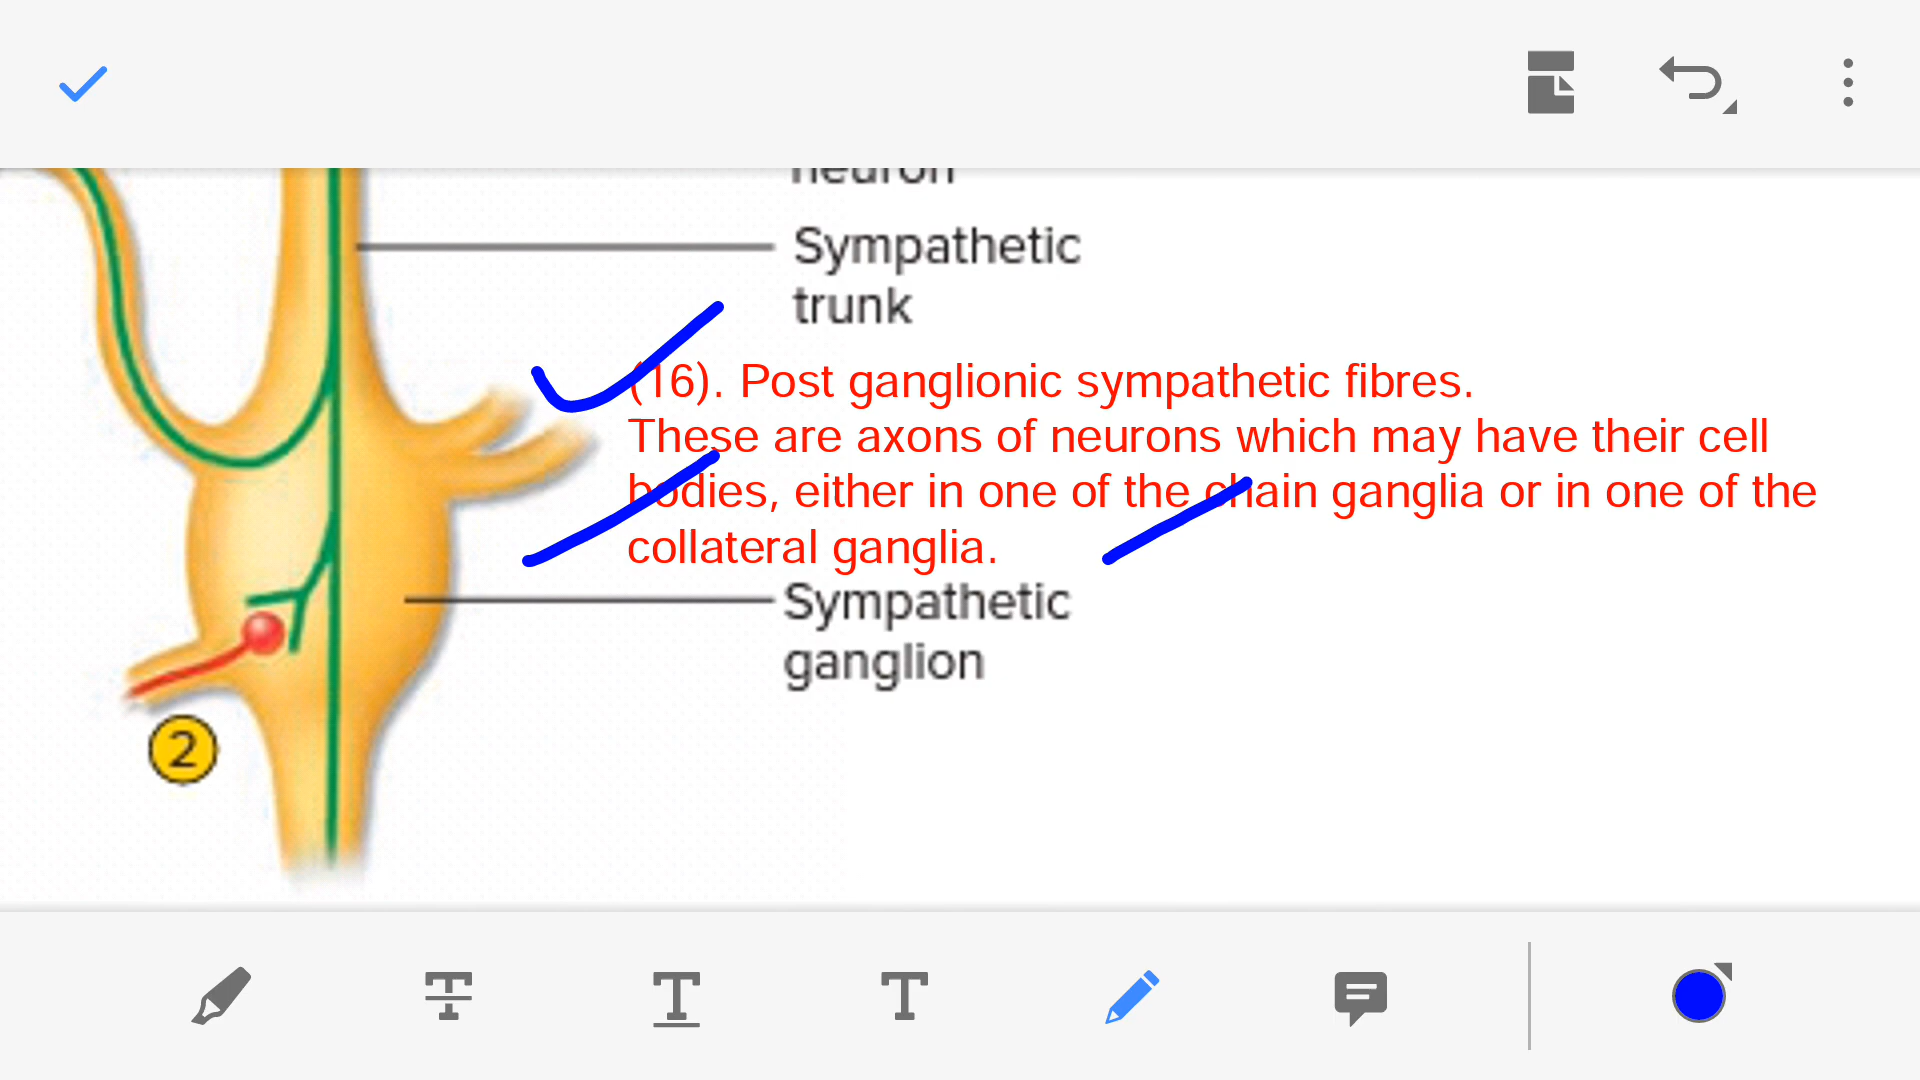 neuron
Sympathetic
trunk
(16). Post ganglionic sympathetic fibres.
These are axons of neurons which may have their cell
bodies, either in one of the chain ganglia or in one of the
collateral ganglia.
Sympathetic
ganglion
2
T
T
T